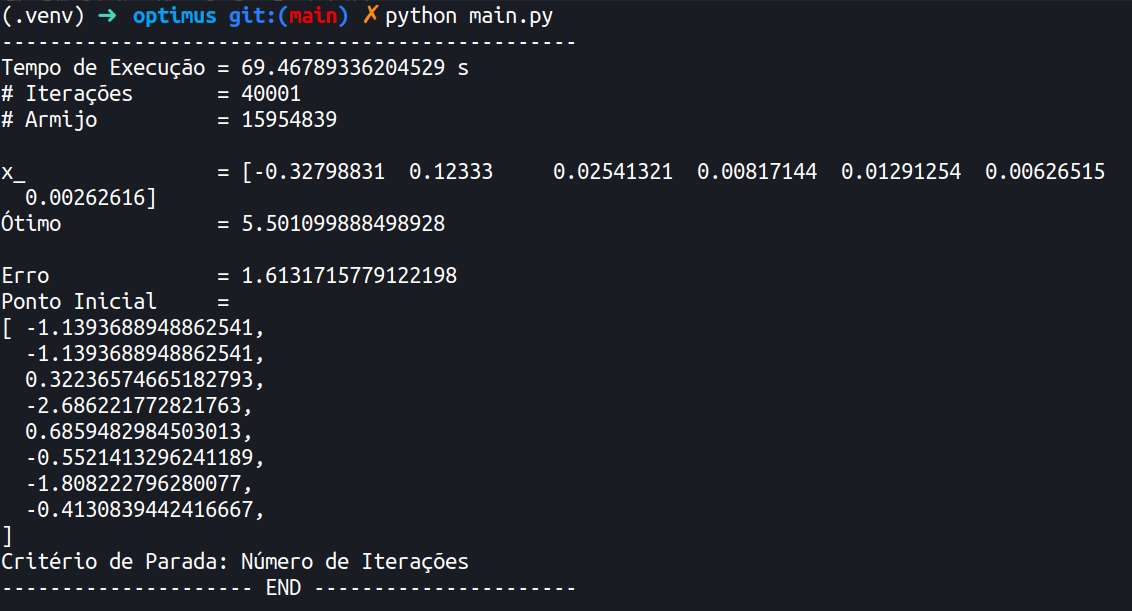 (.venv) ➜ optimus git:(main) ✗ python main.py
------------------------------------------------
Tempo de Execução = 69.46789336204529 s
# Iterações       = 40001
# Armijo          = 15954839
x_                = [-0.32798831  0.12333     0.02541321  0.00817144  0.01291254  0.00626515
  0.00262616]
Ótimo             = 5.501099888498928
Erro              = 1.6131715779122198
Ponto Inicial     =
[ -1.1393688948862541,
  -1.1393688948862541,
  0.32236574665182793,
  -2.686221772821763,
  0.6859482984503013,
  -0.5521413296241189,
  -1.808222796280077,
  -0.4130839442416667,
]
Critério de Parada: Número de Iterações
--------------------- END ----------------------